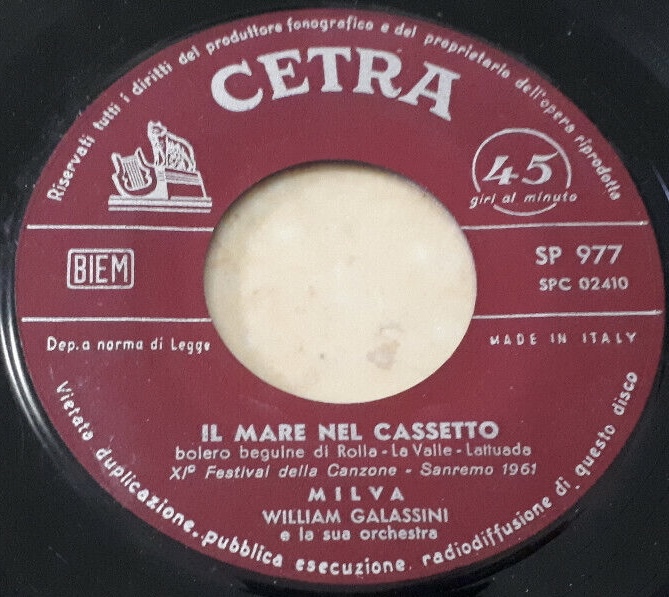 Riservati tutti i diritti del produttore fonografico e del proprietario dell'opera riprodotta
CETRA
45
giri al minuto
BIEM
SP 977
SPC 02410
Dep. a norma di Legge
MADE IN ITALY
IL MARE NEL CASSETTO
bolero beguine di Rolla - La Valle - Lattuada
XI° Festival della Canzone - Sanremo 1961
MILVA
WILLIAM GALASSINI
e la sua orchestra
Vietata duplicazione. pubblica esecuzione. radiodiffusione di questo disco